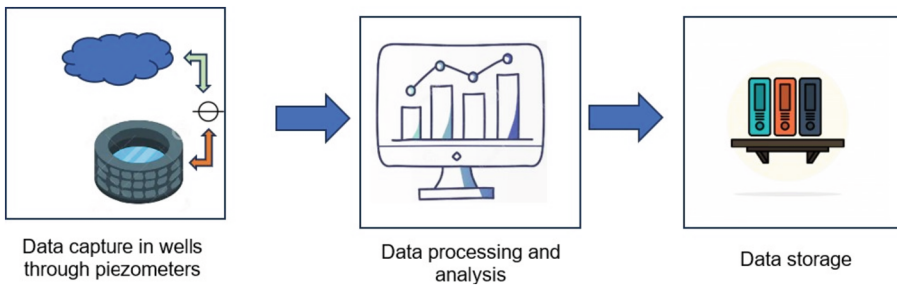 Data capture in wells
through piezometers
Data processing and
analysis
Data storage